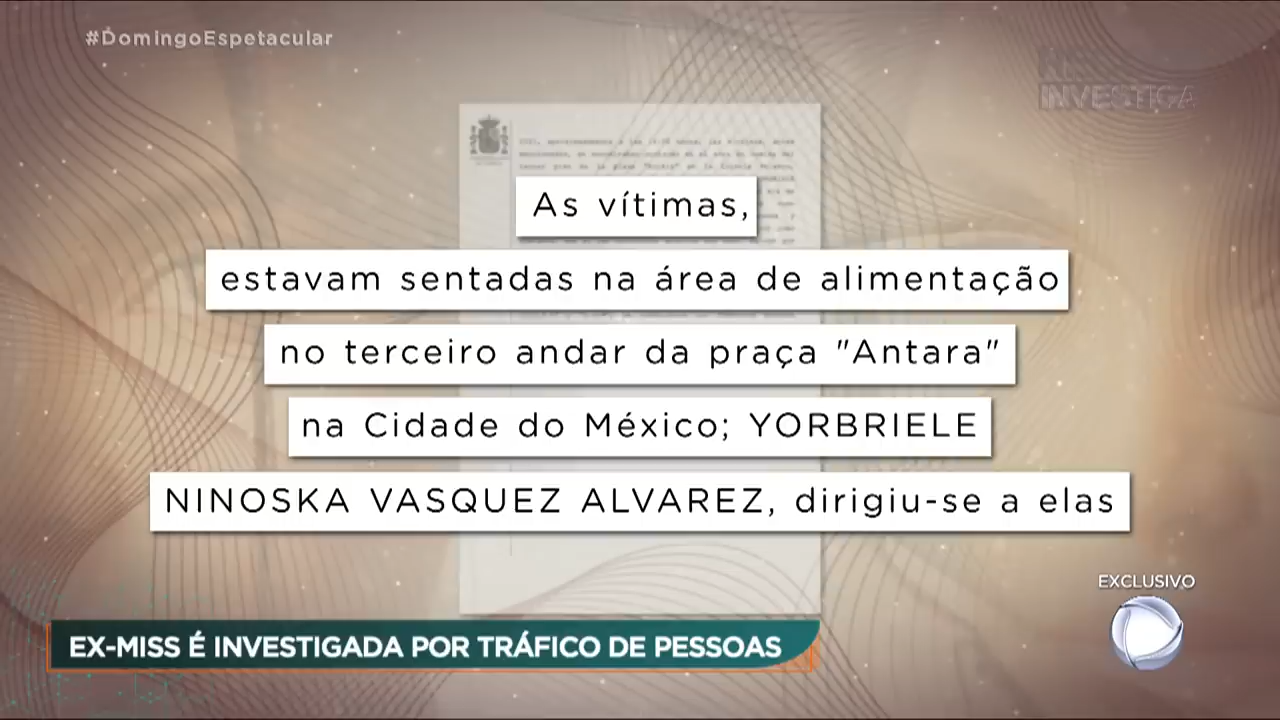 #DomingoEspetacular
INVESTIGA
As vítimas,
estavam sentadas na área de alimentação
no terceiro andar da praça "Antara"
na Cidade do México; YORBRIELE
NINOSKA VASQUEZ ALVAREZ, dirigiu-se a elas
EXCLUSIVO
EX-MISS É INVESTIGADA POR TRÁFICO DE PESSOAS